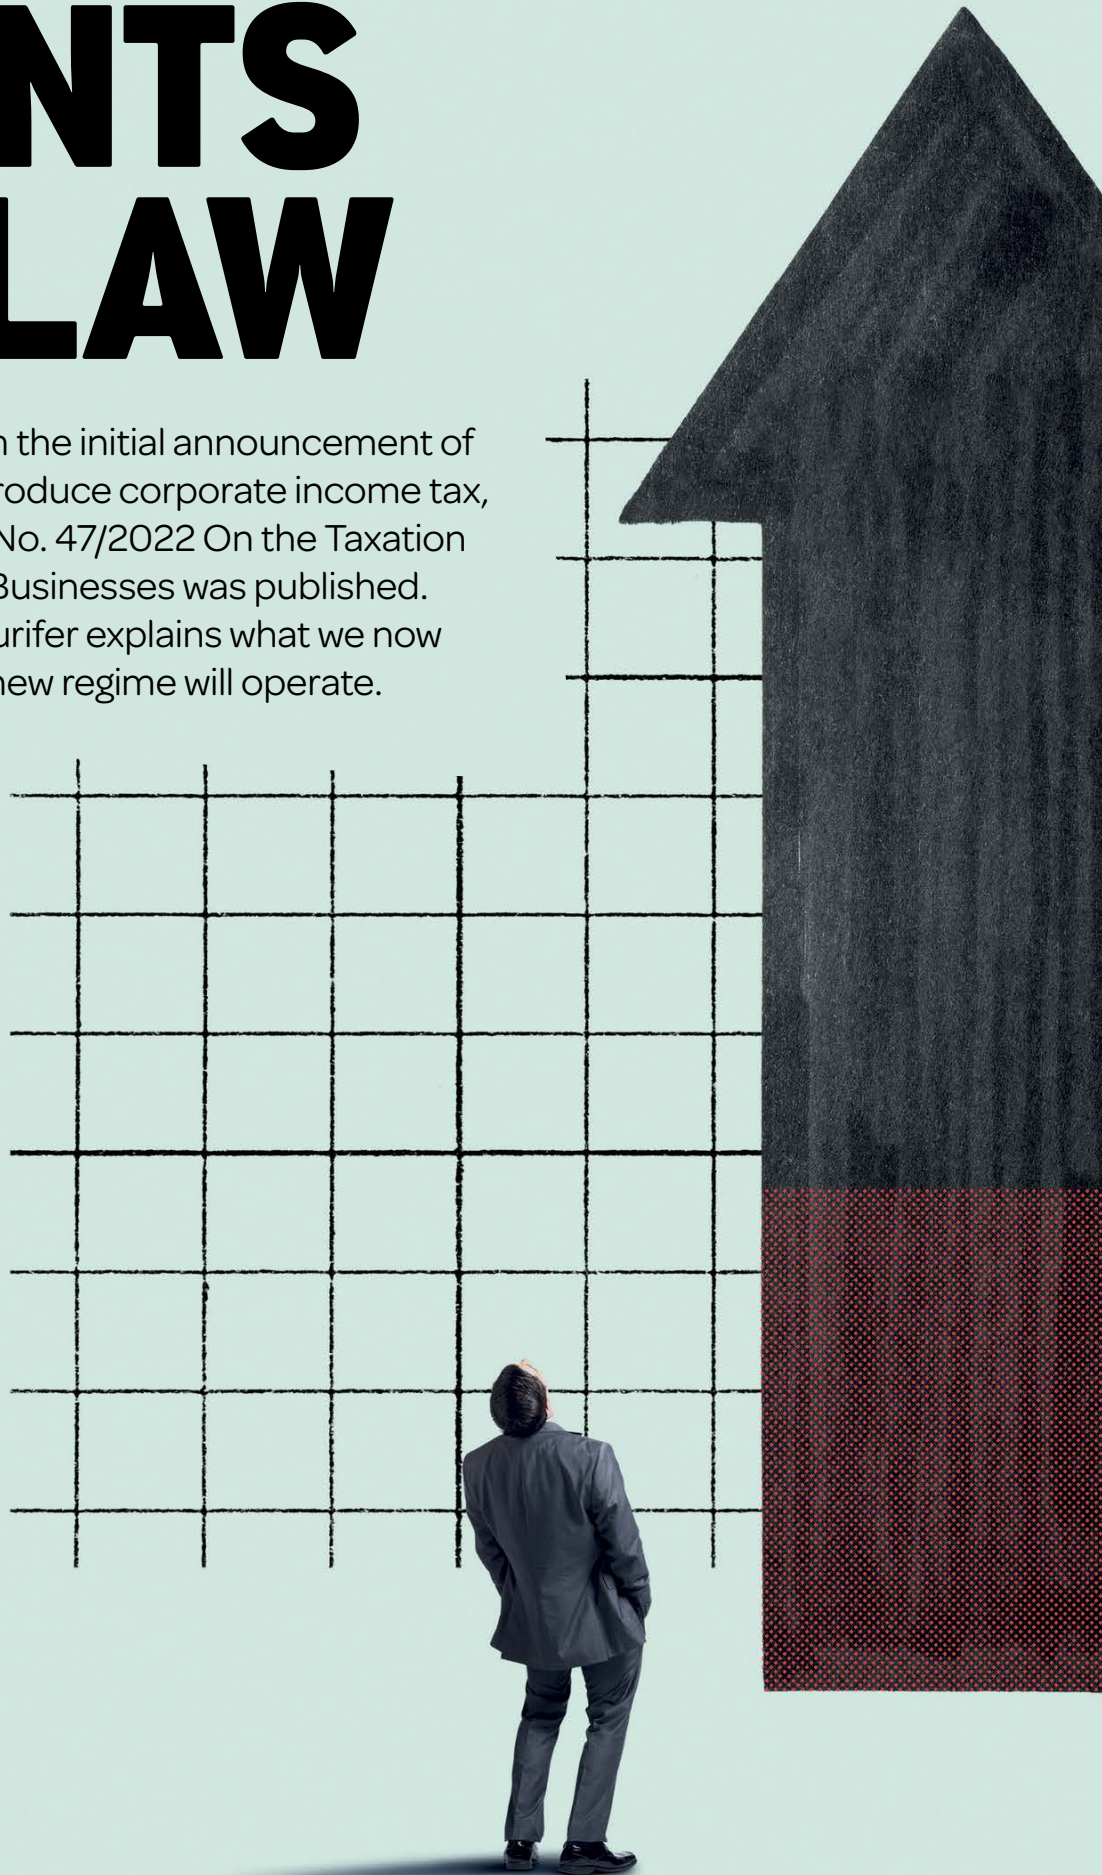 NTS
LAW
n the initial announcement of
roduce corporate income tax,
No. 47/2022 On the Taxation
Businesses was published.
urifer explains what we now
new regime will operate.